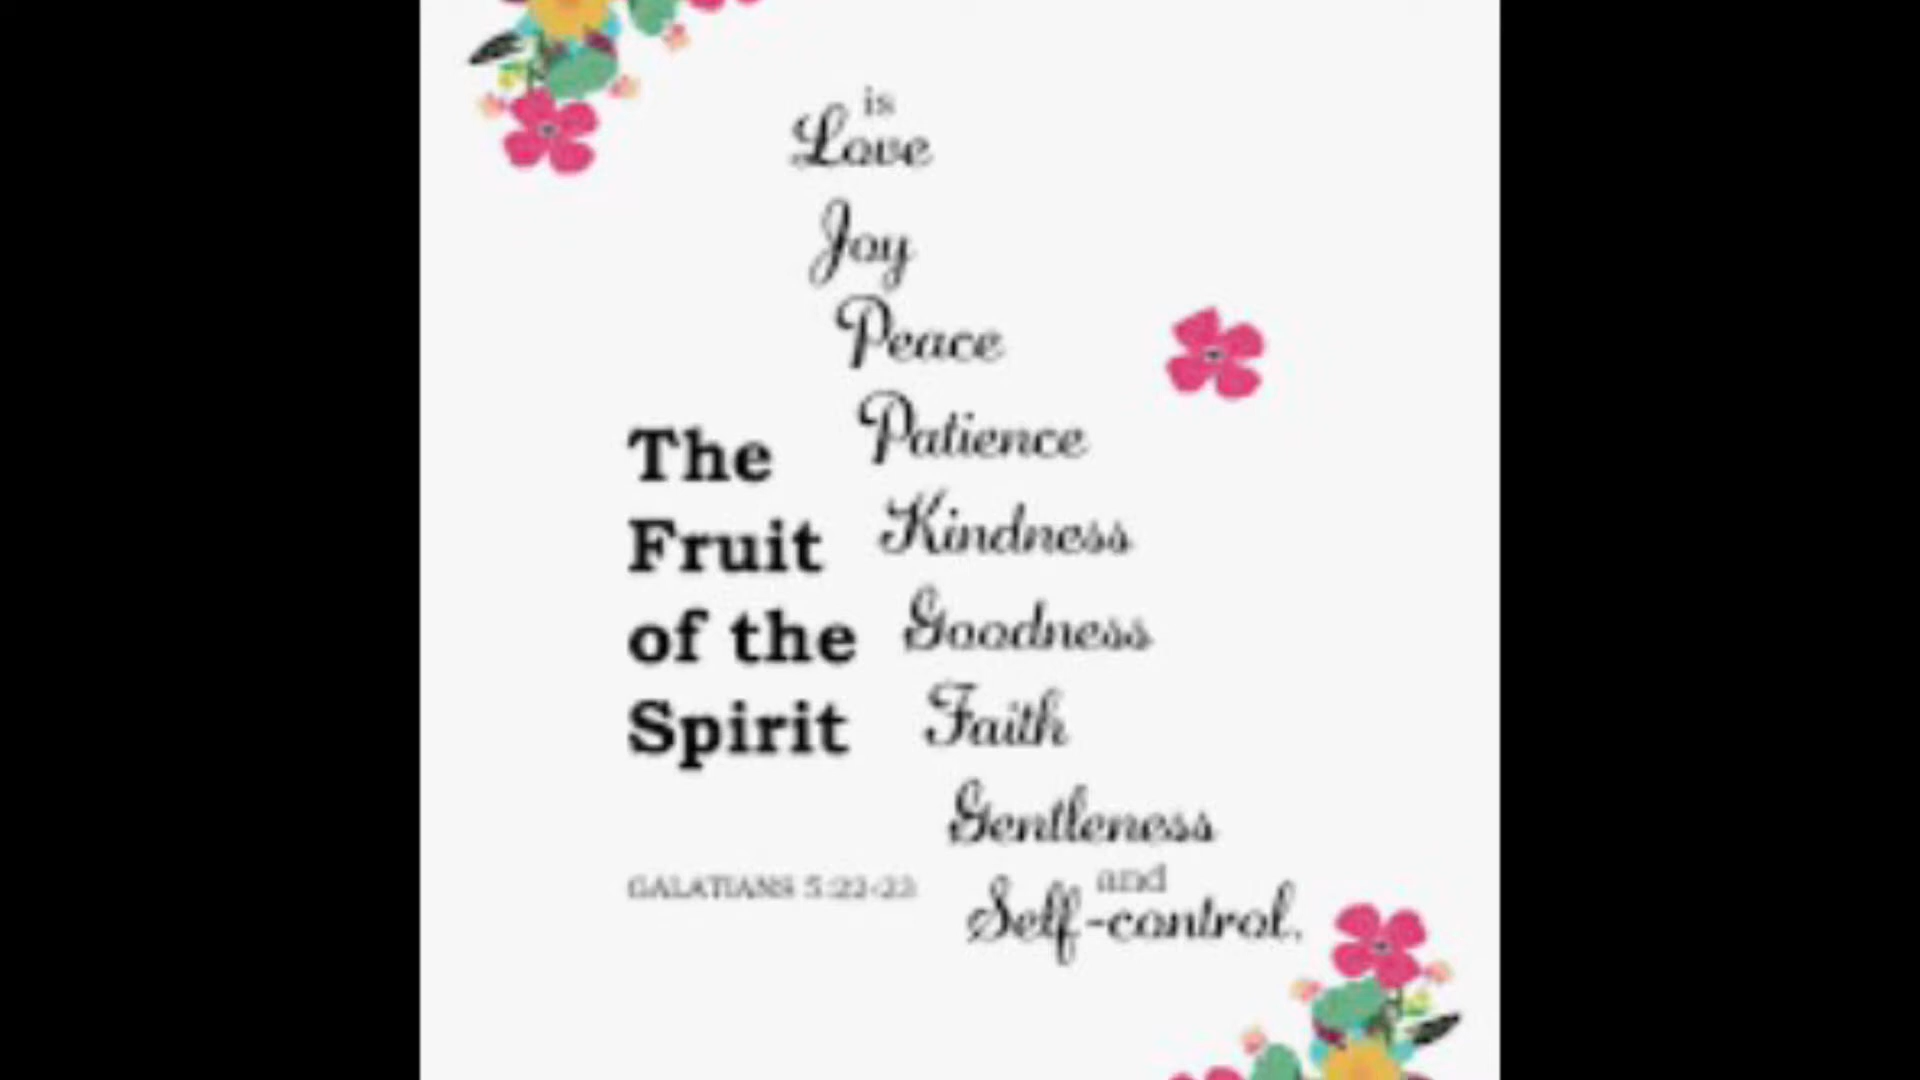 The
Fruit
of the
Spirit
is
Love
Joy
Peace
Patience
Kindness
Goodness
Faith
Gentleness
and
Self-control.
GALATIANS 5:22-23